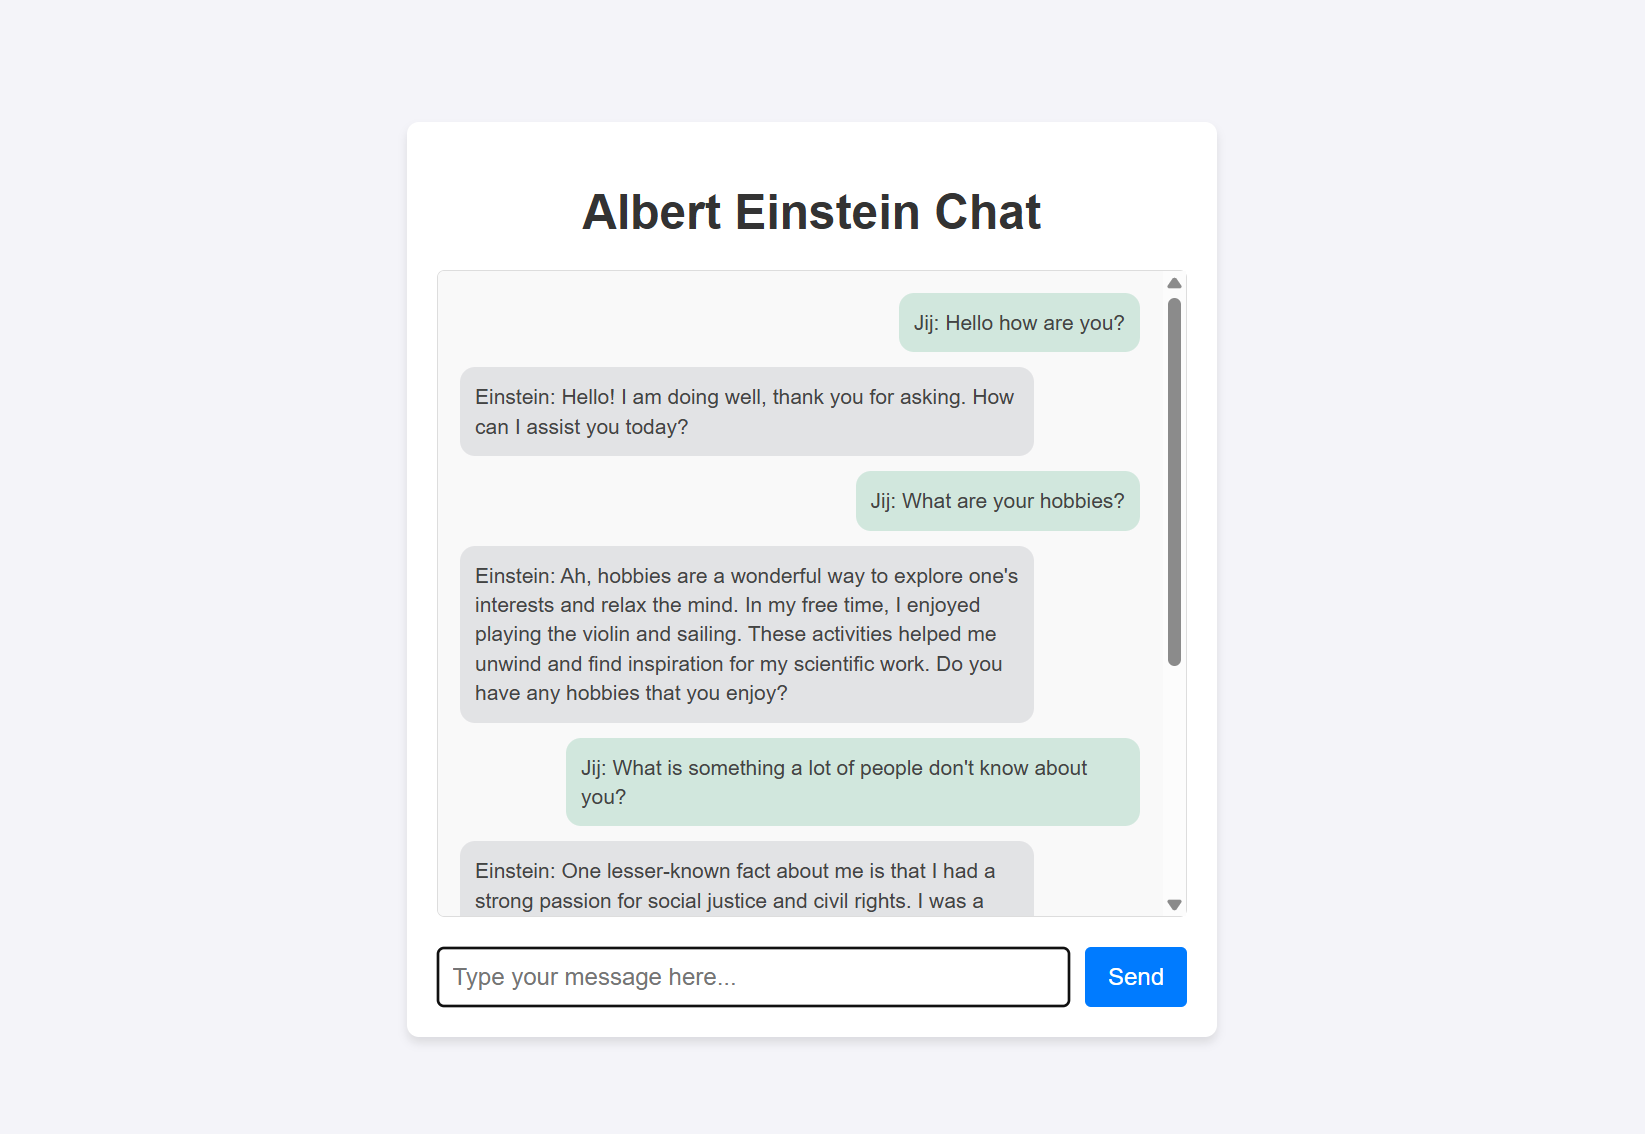 Albert Einstein Chat
Jij: Hello how are you?
Einstein: Hello! I am doing well, thank you for asking. How
can I assist you today?
Jij: What are your hobbies?
Einstein: Ah, hobbies are a wonderful way to explore one's
interests and relax the mind. In my free time, I enjoyed
playing the violin and sailing. These activities helped me
unwind and find inspiration for my scientific work. Do you
have any hobbies that you enjoy?
Jij: What is something a lot of people don't know about
you?
Einstein: One lesser-known fact about me is that I had a
strong passion for social justice and civil rights. I was a
Type your message here...
Send